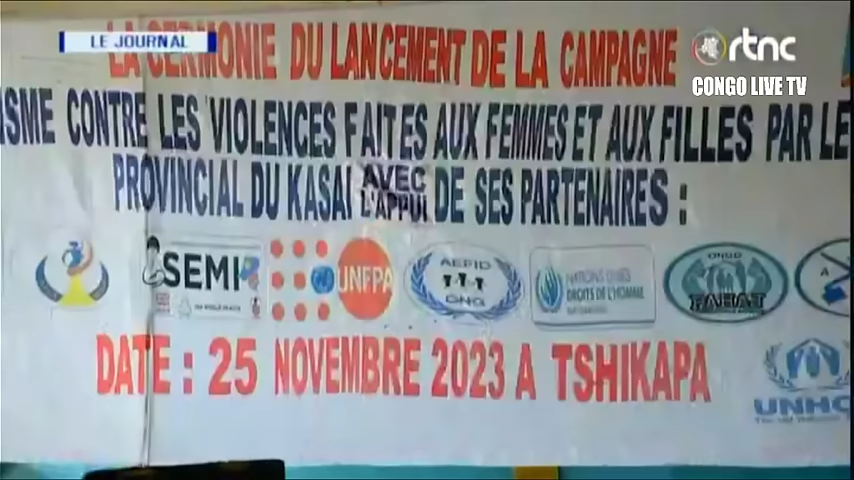 LE JOURNAL
rtnc
CONGO LIVE TV
LA CERMONIE DU LANCEMENT DE LA CAMPAGNE
ISME CONTRE LES VIOLENCES FAITES AUX FEMMES ET AUX FILLES PAR LE
PROVINCIAL DU KASAI AVEC L'APPUI DE SES PARTENAIRES :
SEMI
UNFPA
AEFID
ONG
NATIONS UNIES
DROITS DE L'HOMME
ONGD
A
DATE : 25 NOVEMBRE 2023 A TSHIKAPA
UNHC